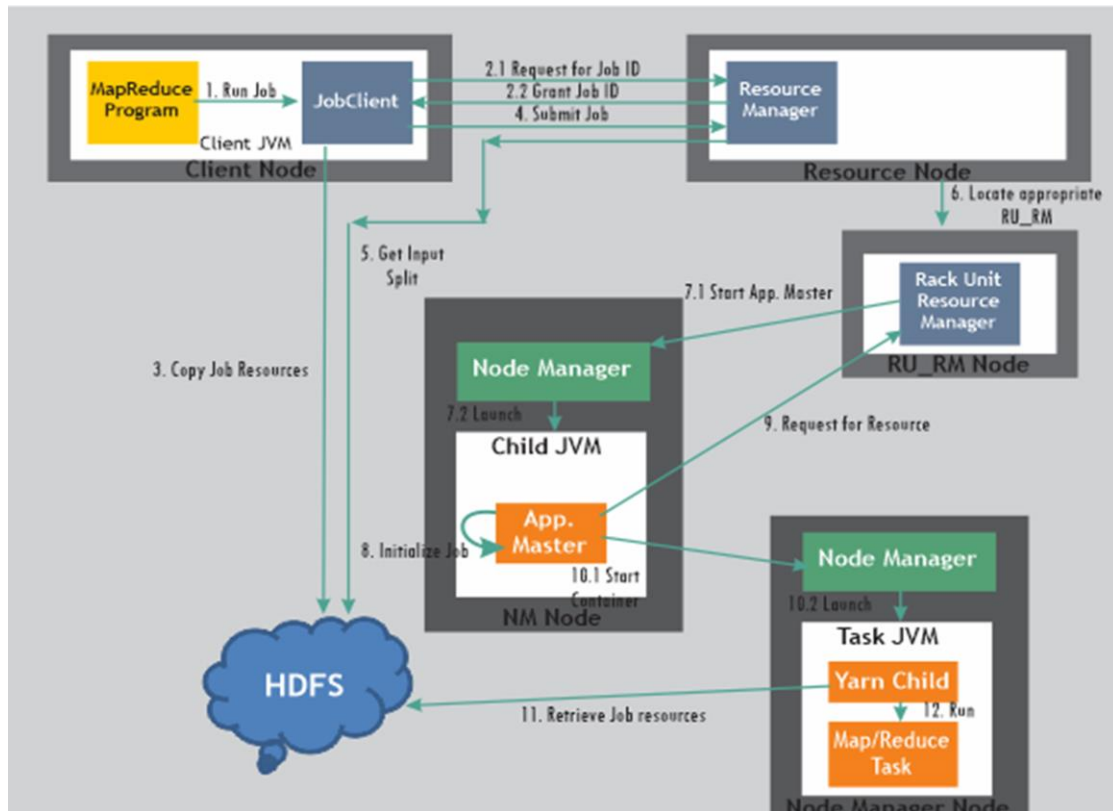 MapReduce
Program
1. Run Job
JobClient
Client JVM
Client Node
2.1 Request for Job ID
2.2 Grant Job ID
4. Submit Job
Resource
Manager
Resource Node
6. Locate appropriate
RU_RM
5. Get Input
Split
Rack Unit
Resource
Manager
RU_RM Node
7.1 Start App. Master
3. Copy Job Resources
Node Manager
7.2 Launch
Child JVM
9. Request for Resource
App.
Master
8. Initialize Job
10.1 Start
Container
NM Node
Node Manager
10.2 Launch
Task JVM
HDFS
Yarn Child
11. Retrieve Job resources
12. Run
Map/Reduce
Task
Node Manager Node